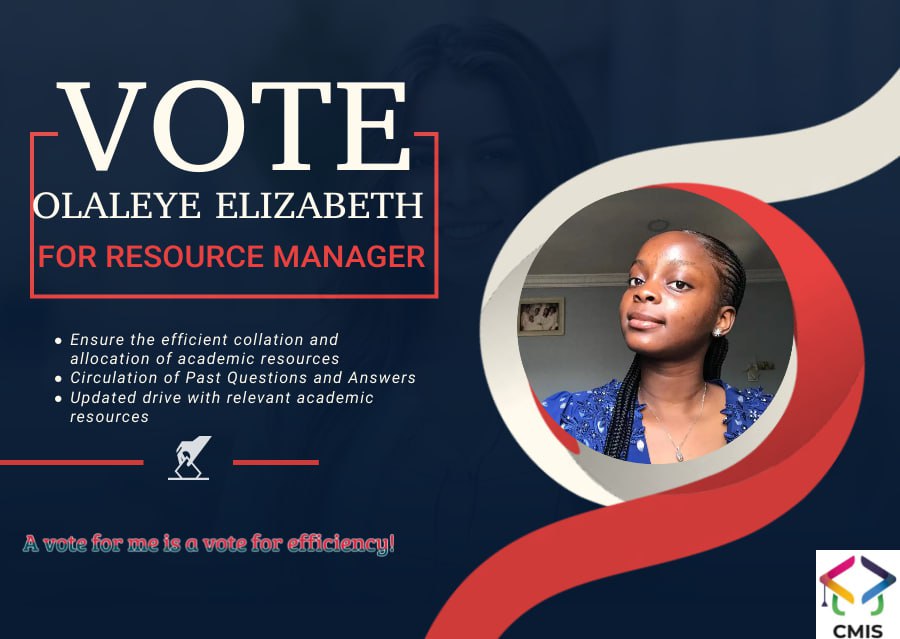 VOTE
OLALEYE ELIZABETH
FOR RESOURCE MANAGER
• Ensure the efficient collation and
allocation of academic resources
• Circulation of Past Questions and Answers
• Updated drive with relevant academic
resources
A vote for me is a vote for efficiency!
CMIS